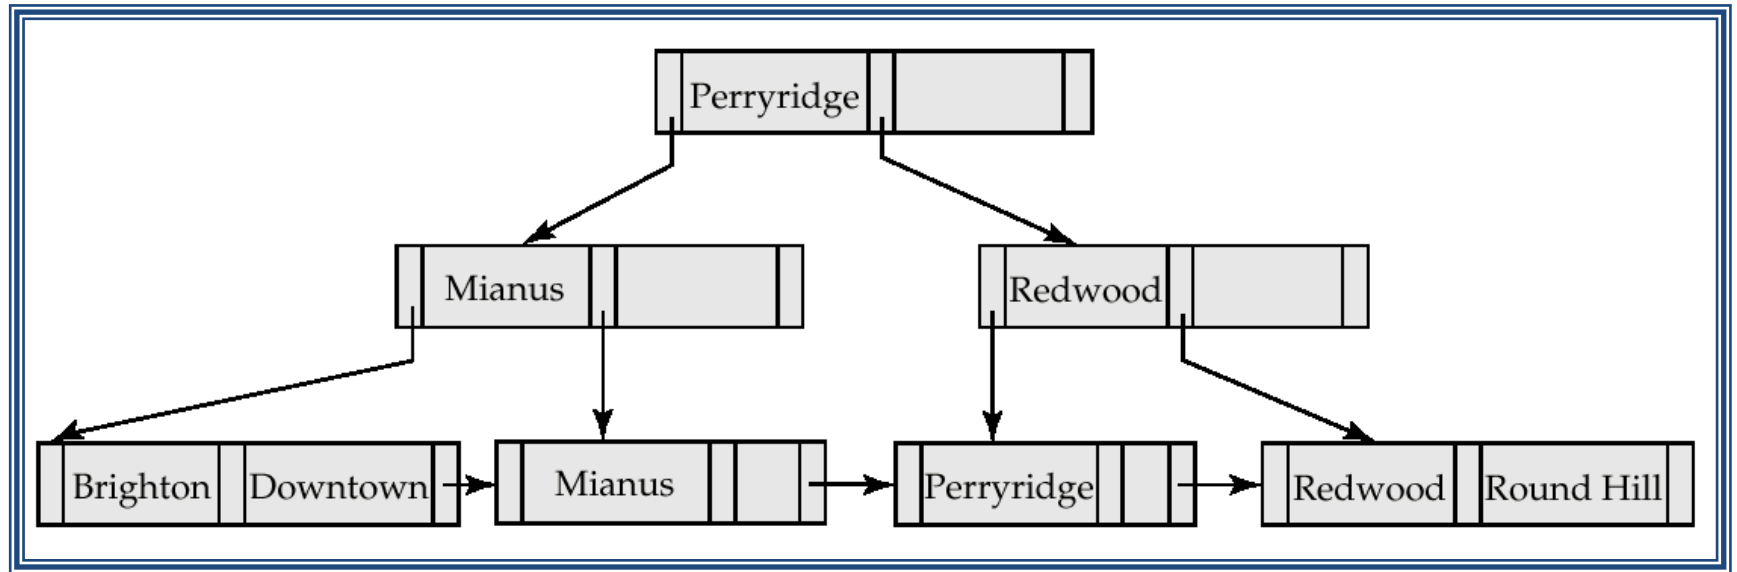 Perryridge
Mianus
Redwood
Brighton Downtown Mianus Perryridge Redwood Round Hill